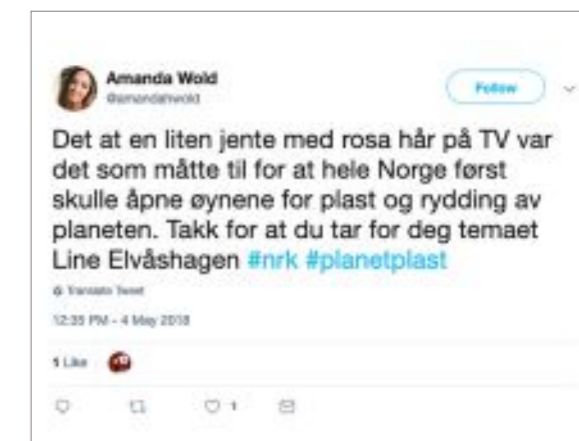 Amanda Wold
@amandahwold
Follow
Det at en liten jente med rosa hår på TV var
det som måtte til for at hele Norge først
skulle åpne øynene for plast og rydding av
planeten. Takk for at du tar for deg temaet
Line Elvåshagen #nrk #planetplast
Translate Tweet
12:35 PM - 4 May 2018
1 Like
1